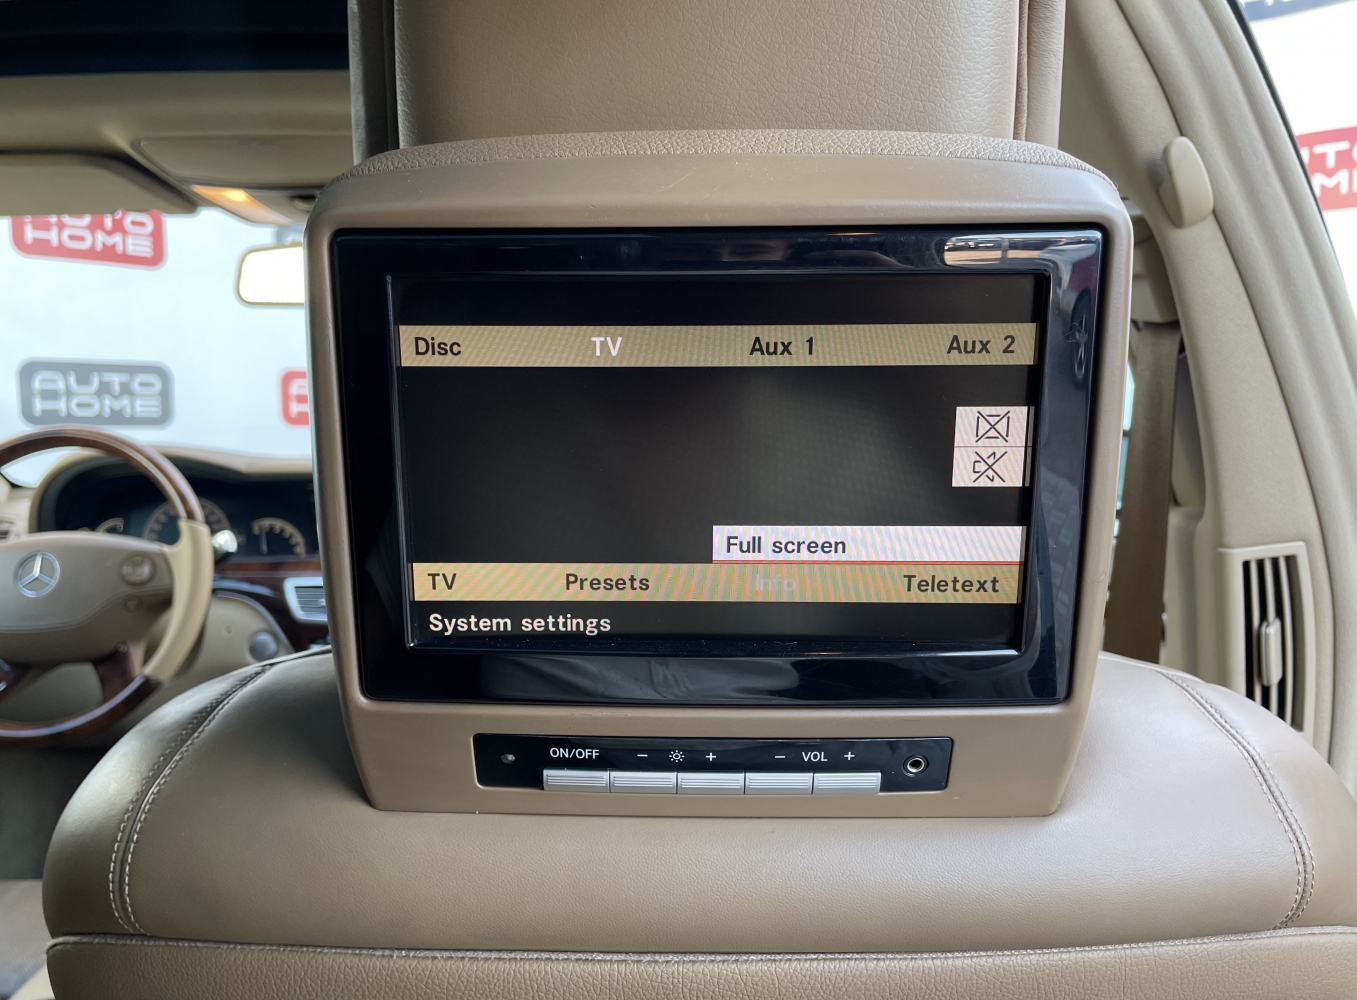 AUTO
HOME
AUTO
HOME
Disc TV Aux 1 Aux 2
Full screen
TV Presets Info Teletext
System settings
ON/OFF − + − VOL +